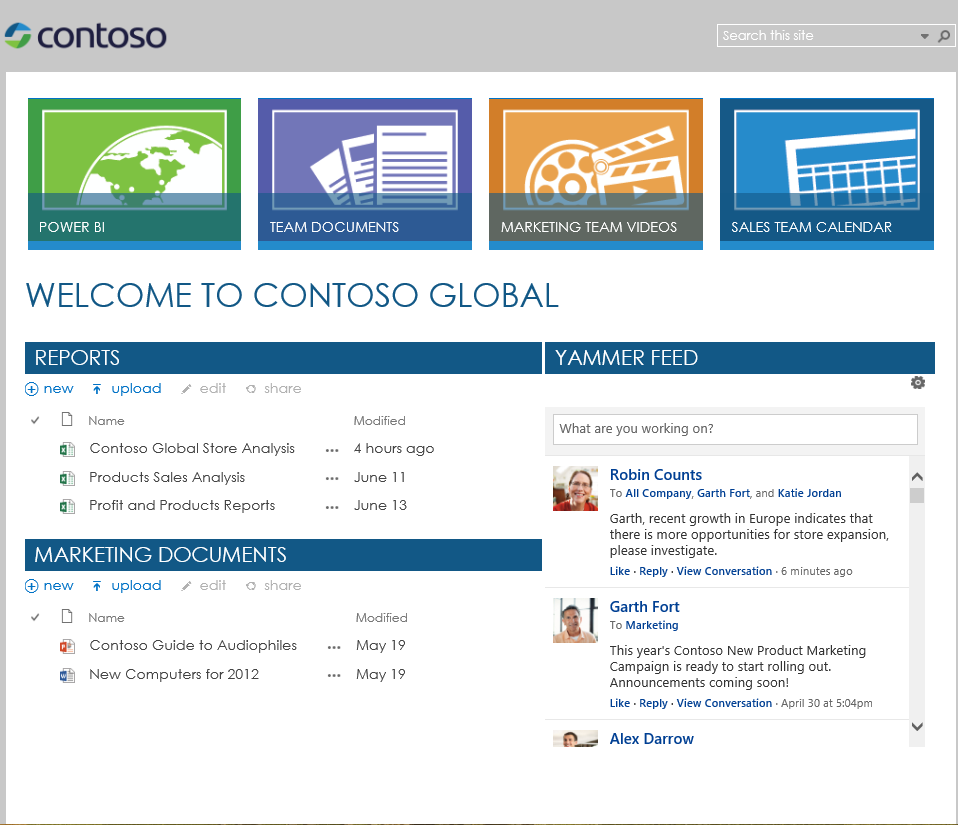 contoso
Search this site
POWER BI
TEAM DOCUMENTS
MARKETING TEAM VIDEOS
SALES TEAM CALENDAR
WELCOME TO CONTOSO GLOBAL
REPORTS
new upload edit share
Name Modified
Contoso Global Store Analysis ... 4 hours ago
Products Sales Analysis ... June 11
Profit and Products Reports ... June 13
MARKETING DOCUMENTS
new upload edit share
Name Modified
Contoso Guide to Audiophiles ... May 19
New Computers for 2012 ... May 19
YAMMER FEED
What are you working on?
Robin Counts
To All Company, Garth Fort, and Katie Jordan
Garth, recent growth in Europe indicates that
there is more opportunities for store expansion,
please investigate.
Like · Reply · View Conversation · 6 minutes ago
Garth Fort
To Marketing
This year's Contoso New Product Marketing
Campaign is ready to start rolling out.
Announcements coming soon!
Like · Reply · View Conversation · April 30 at 5:04pm
Alex Darrow